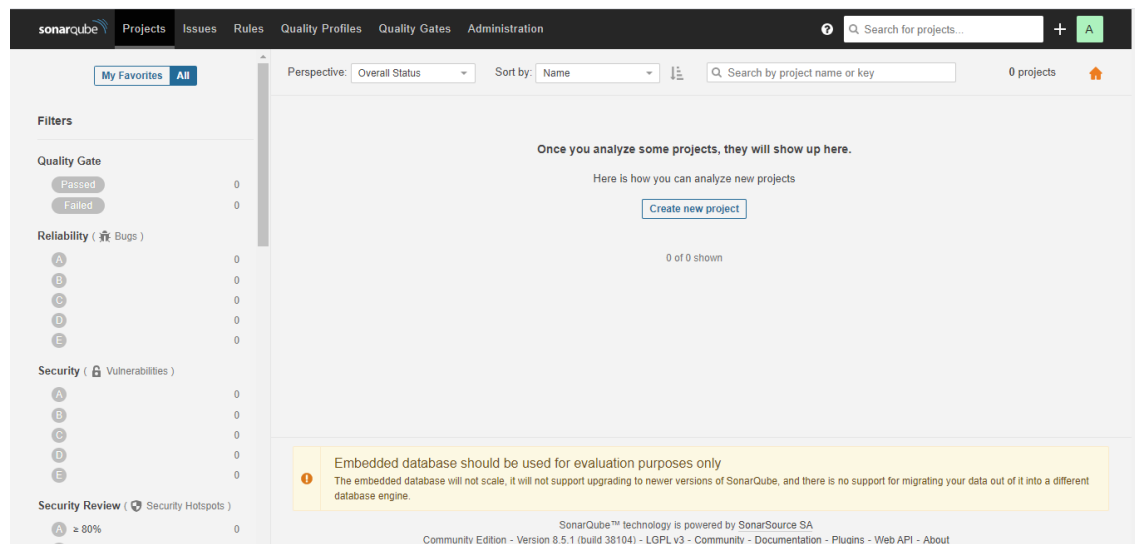 sonarqube Projects Issues Rules Quality Profiles Quality Gates Administration Search for projects... A
My Favorites All
Filters
Quality Gate
Passed 0
Failed 0
Reliability ( Bugs )
A 0
B 0
C 0
D 0
E 0
Security ( Vulnerabilities )
A 0
B 0
C 0
D 0
E 0
Security Review ( Security Hotspots )
A ≥ 80% 0
Perspective: Overall Status Sort by: Name Search by project name or key 0 projects
Once you analyze some projects, they will show up here.
Here is how you can analyze new projects
Create new project
0 of 0 shown
Embedded database should be used for evaluation purposes only
The embedded database will not scale, it will not support upgrading to newer versions of SonarQube, and there is no support for migrating your data out of it into a different
database engine.
SonarQube™ technology is powered by SonarSource SA
Community Edition - Version 8.5.1 (build 38104) - LGPL v3 - Community - Documentation - Plugins - Web API - About